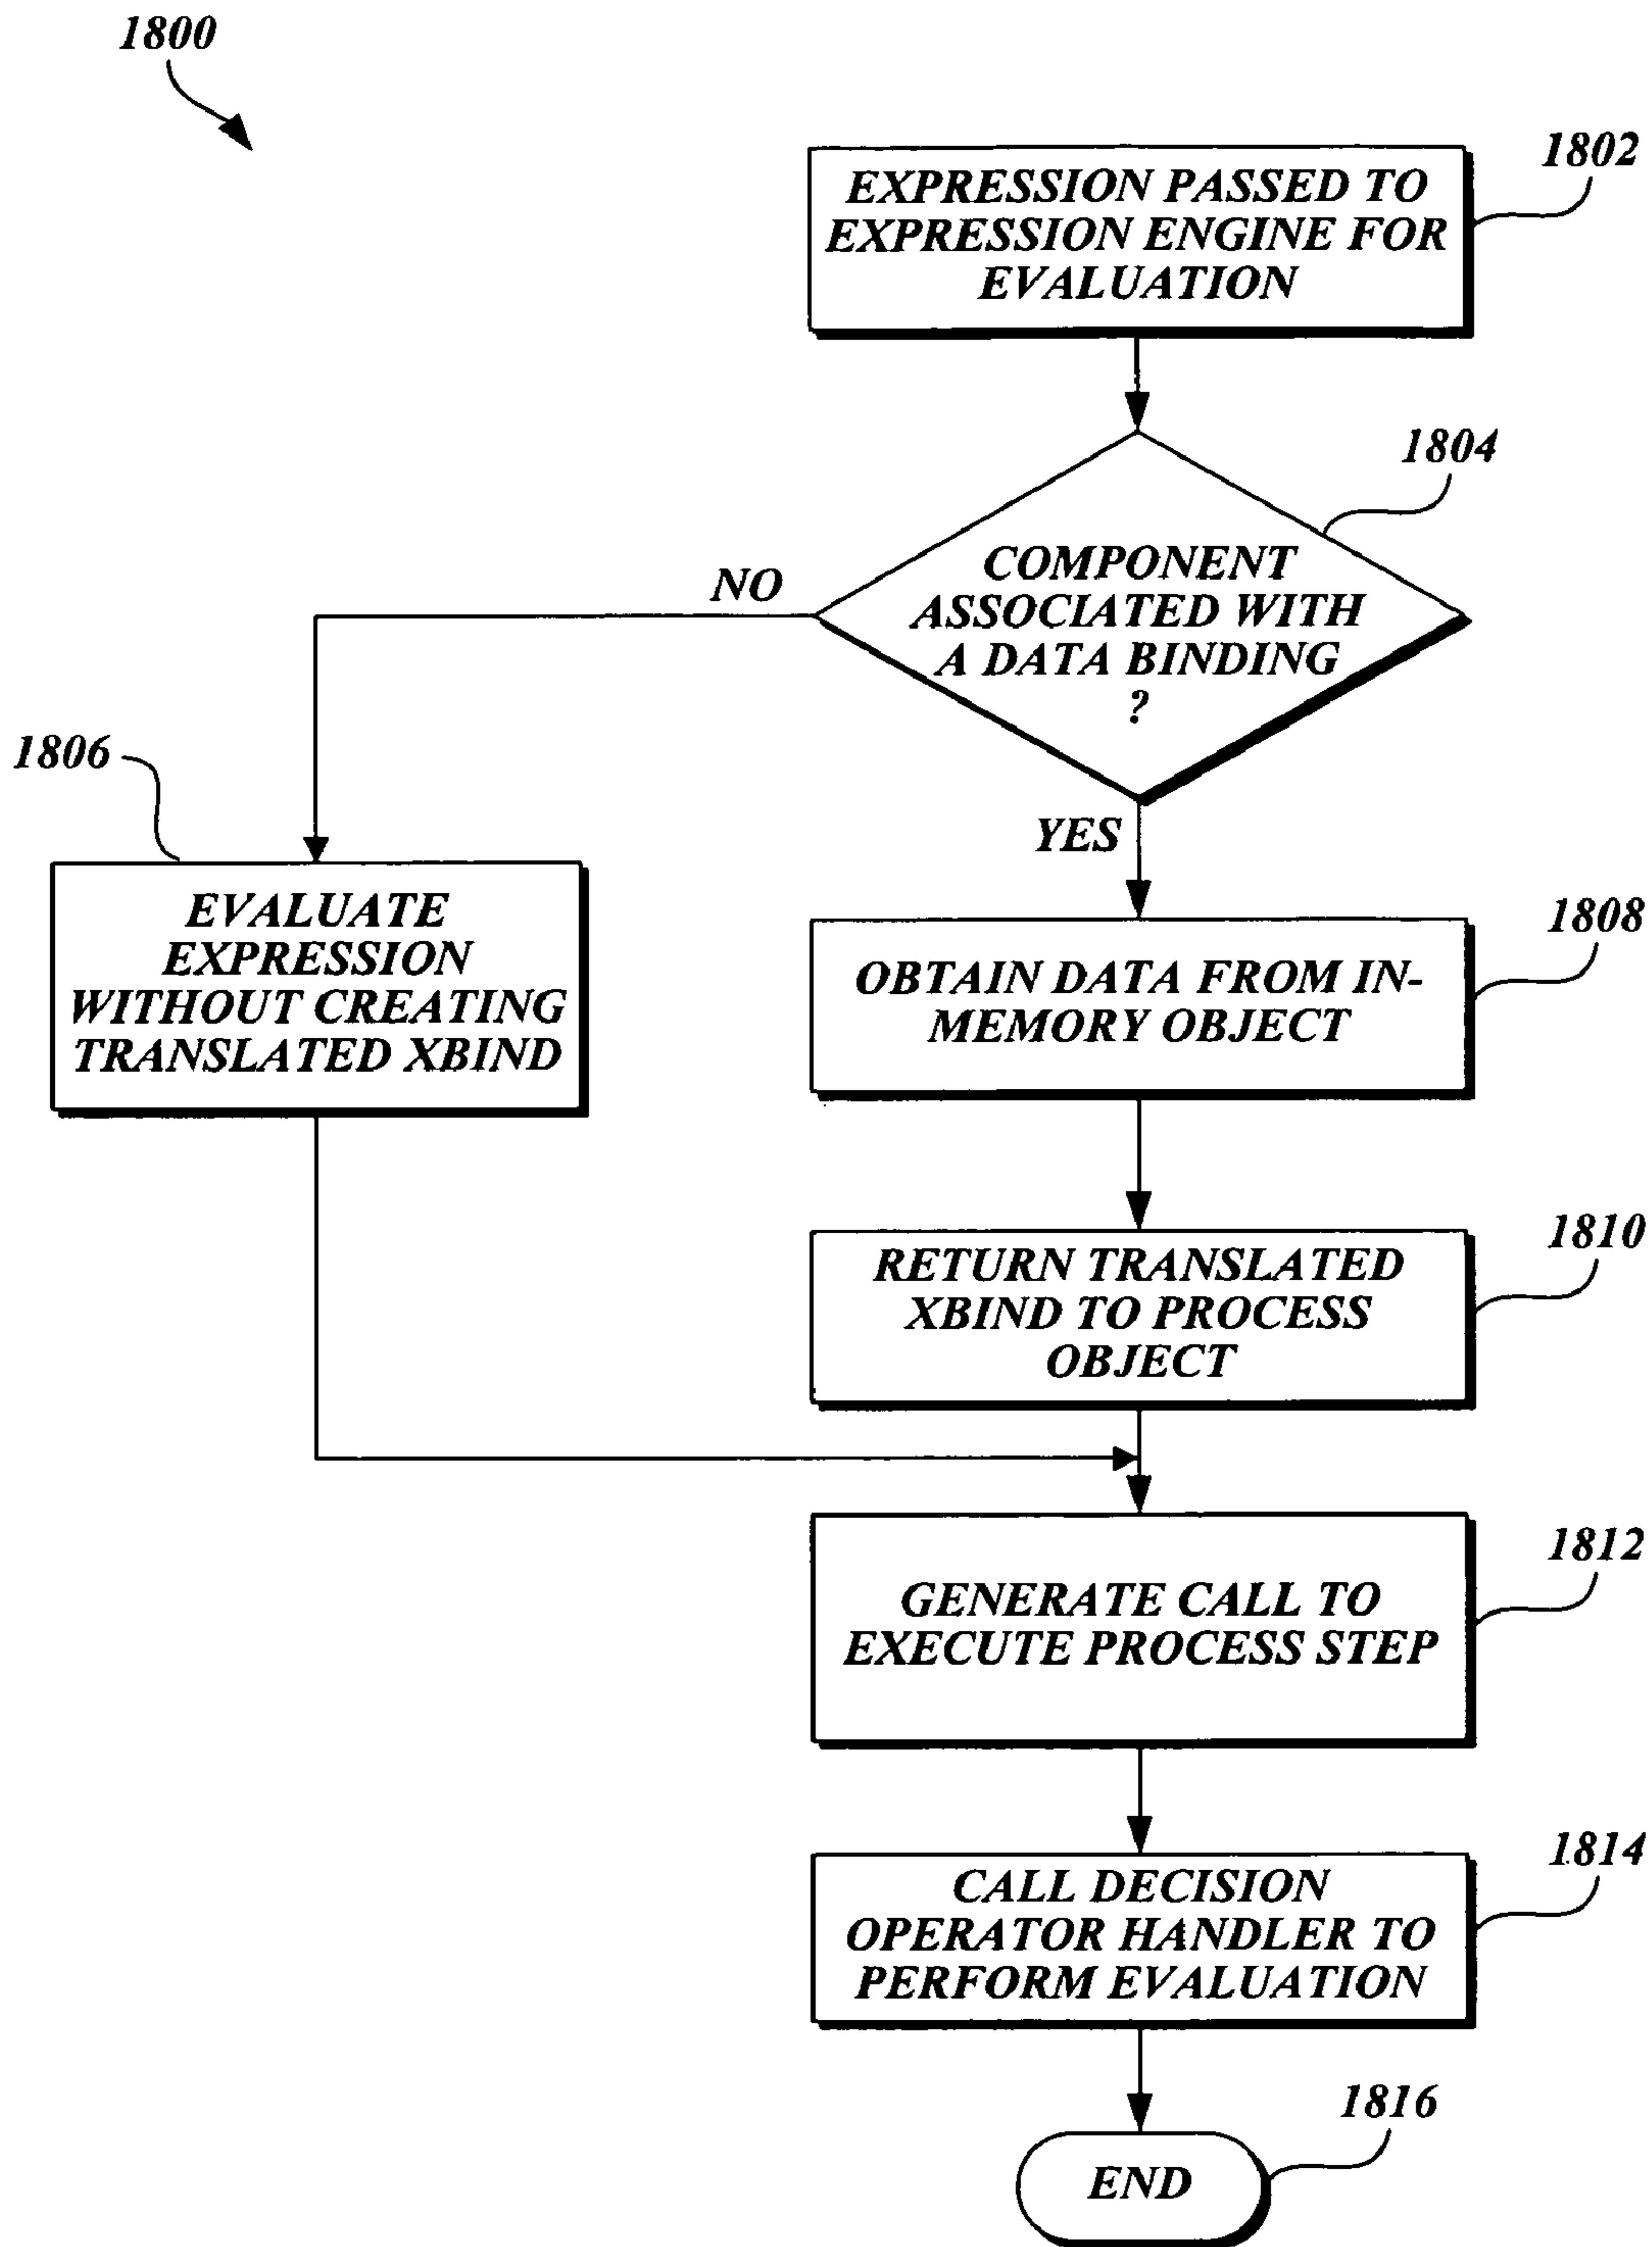 1800
EXPRESSION PASSED TO
EXPRESSION ENGINE FOR
EVALUATION
1802
COMPONENT
ASSOCIATED WITH
A DATA BINDING
?
1804
NO
YES
1806
EVALUATE
EXPRESSION
WITHOUT CREATING
TRANSLATED XBIND
OBTAIN DATA FROM IN-
MEMORY OBJECT
1808
RETURN TRANSLATED
XBIND TO PROCESS
OBJECT
1810
GENERATE CALL TO
EXECUTE PROCESS STEP
1812
CALL DECISION
OPERATOR HANDLER TO
PERFORM EVALUATION
1814
END
1816